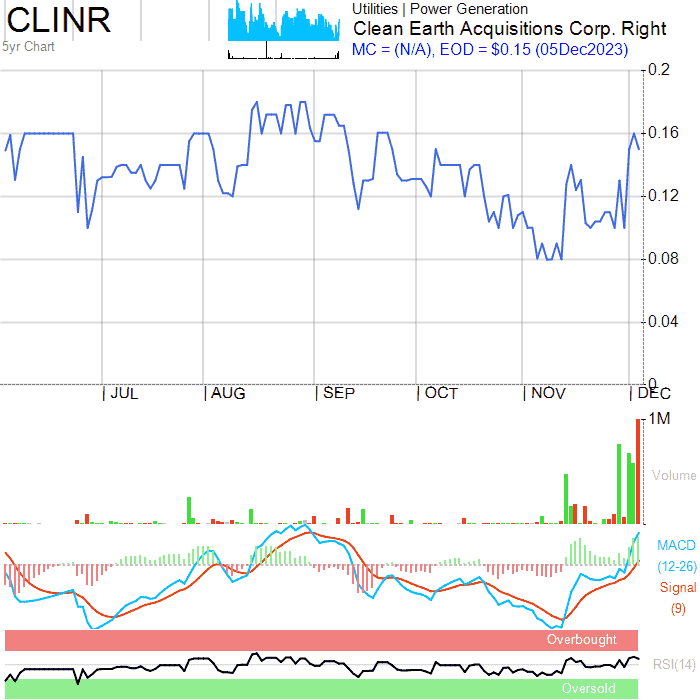 CLINR
5yr Chart
Utilities | Power Generation
Clean Earth Acquisitions Corp. Right
MC = (N/A), EOD = $0.15 (05Dec2023)
0.2
0.16
0.12
0.08
0.04
0
JUL AUG SEP OCT NOV DEC
1M
Volume
MACD
(12-26)
Signal
(9)
Overbought
RSI(14)
Oversold